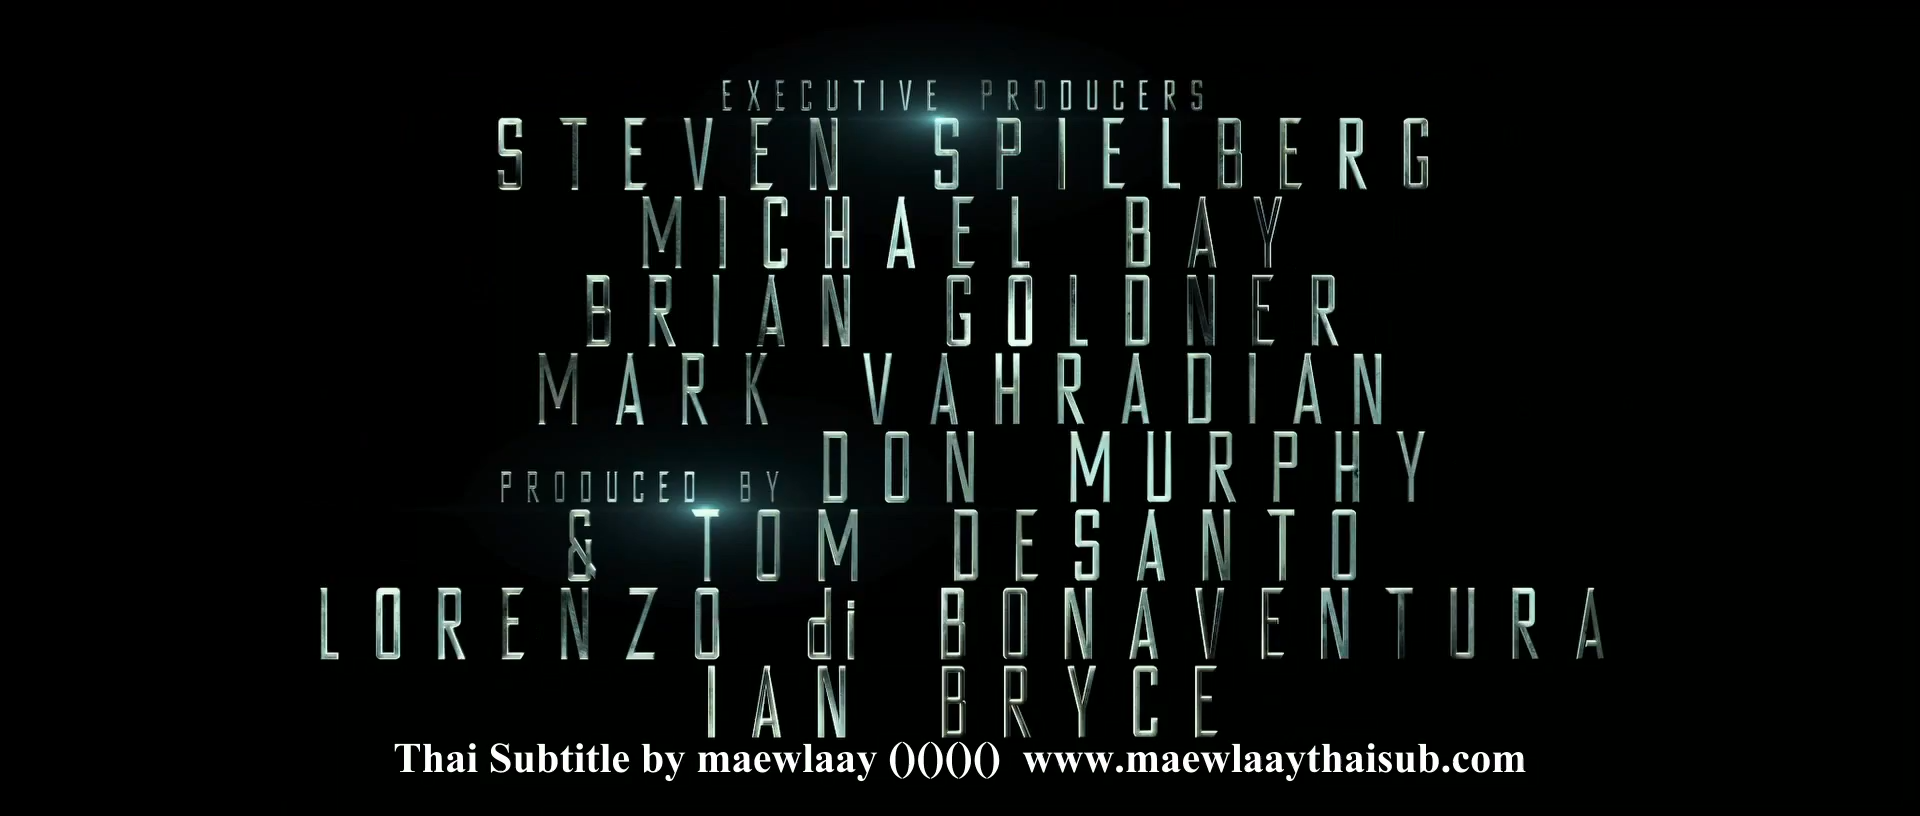 EXECUTIVE PRODUCERS
STEVEN SPIELBERG
MICHAEL BAY
BRIAN GOLDNER
MARK VAHRADIAN
PRODUCED BY DON MURPHY
& TOM DESANTO
LORENZO di BONAVENTURA
IAN BRYCE
Thai Subtitle by maewlaay ()()()() www.maewlaaythaisub.com